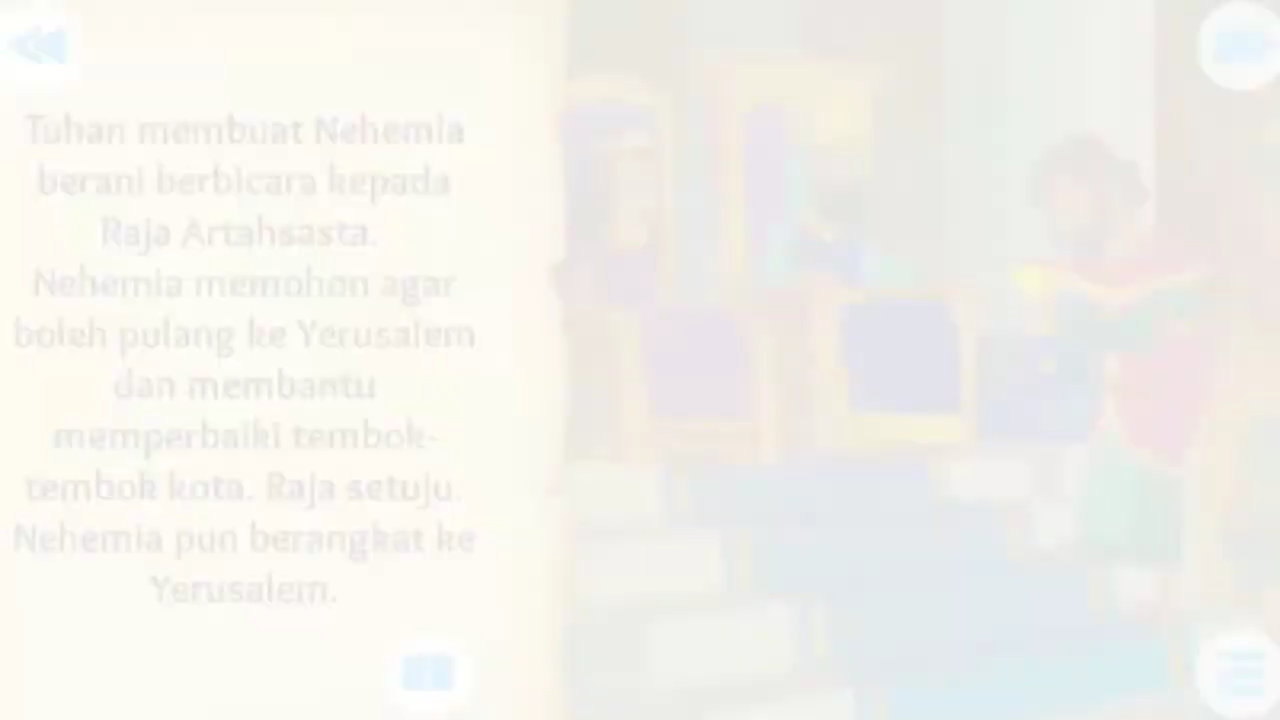 Tuhan membuat Nehemia
berani berbicara kepada
Raja Artahsasta.
Nehemia memohon agar
boleh pulang ke Yerusalem
dan membantu
memperbaiki tembok-
tembok kota. Raja setuju.
Nehemia pun berangkat ke
Yerusalem.